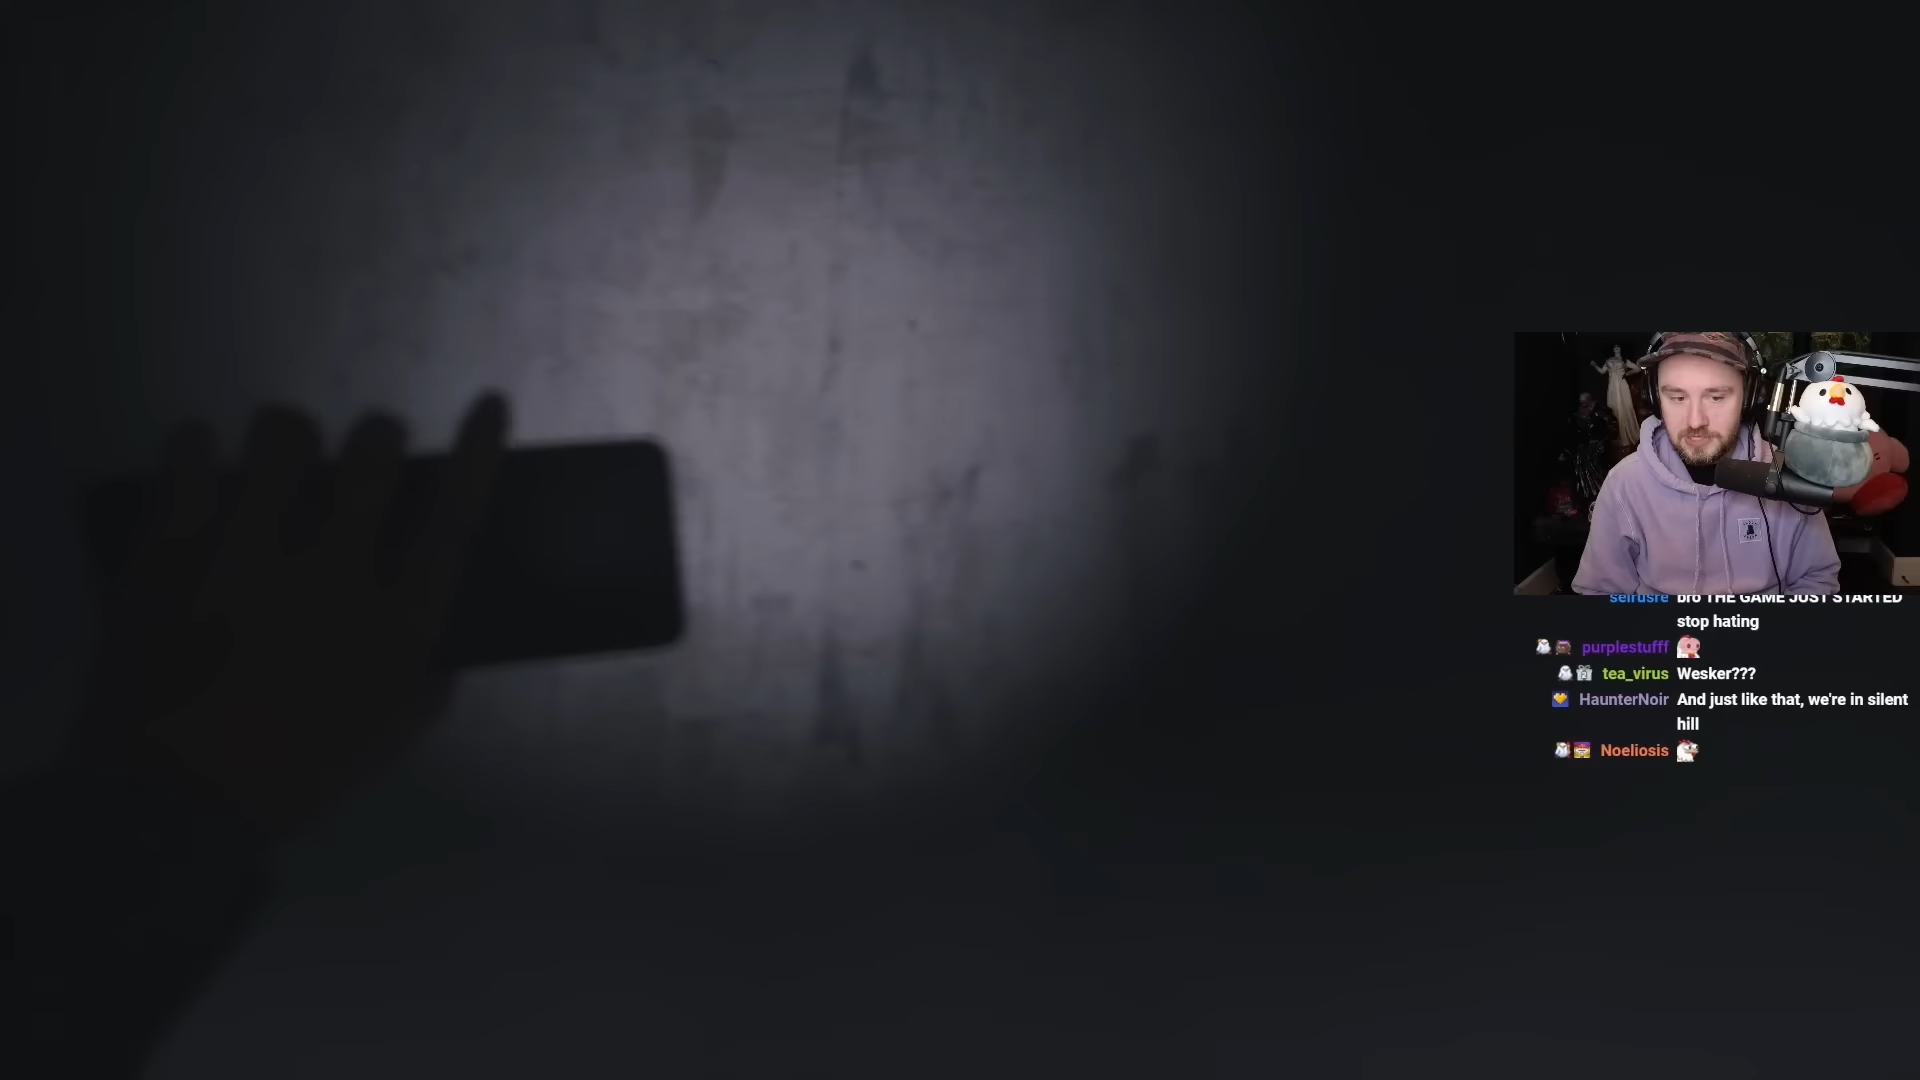 selrusre bro THE GAME JUST STARTED
stop hating
purplestufff
tea_virus Wesker???
HaunterNoir And just like that, we're in silent
hill
Noeliosis